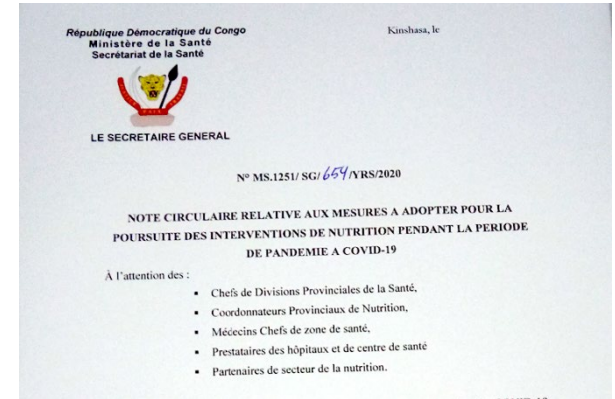 République Démocratique du Congo
Ministère de la Santé
Secrétariat de la Santé
Kinshasa, le
LE SECRETAIRE GENERAL
N° MS.1251/ SG/ 654 /YRS/2020
NOTE CIRCULAIRE RELATIVE AUX MESURES A ADOPTER POUR LA
POURSUITE DES INTERVENTIONS DE NUTRITION PENDANT LA PERIODE
DE PANDEMIE A COVID-19
À l'attention des :
▪ Chefs de Divisions Provinciales de la Santé,
▪ Coordonnateurs Provinciaux de Nutrition,
▪ Médecins Chefs de zone de santé,
▪ Prestataires des hôpitaux et de centre de santé
▪ Partenaires de secteur de la nutrition.